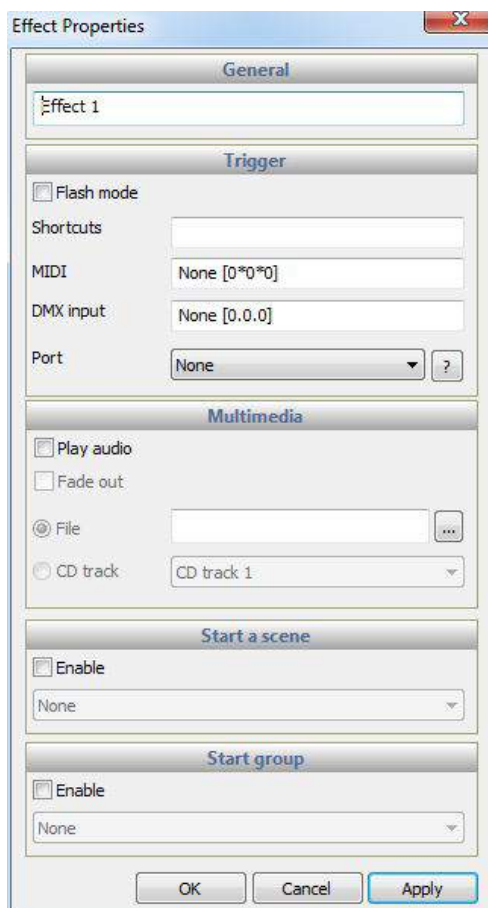 Effect Properties
General
Effect 1
Trigger
Flash mode
Shortcuts
MIDI None [0*0*0]
DMX input None [0.0.0]
Port None ?
Multimedia
Play audio
Fade out
File ...
CD track CD track 1
Start a scene
Enable
None
Start group
Enable
None
OK Cancel Apply